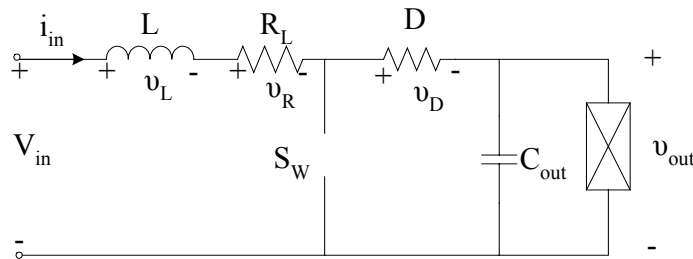 i_in L R_L D
+ + - + - + - +
υ_L υ_R υ_D
V_in S_W C_out υ_out
- -